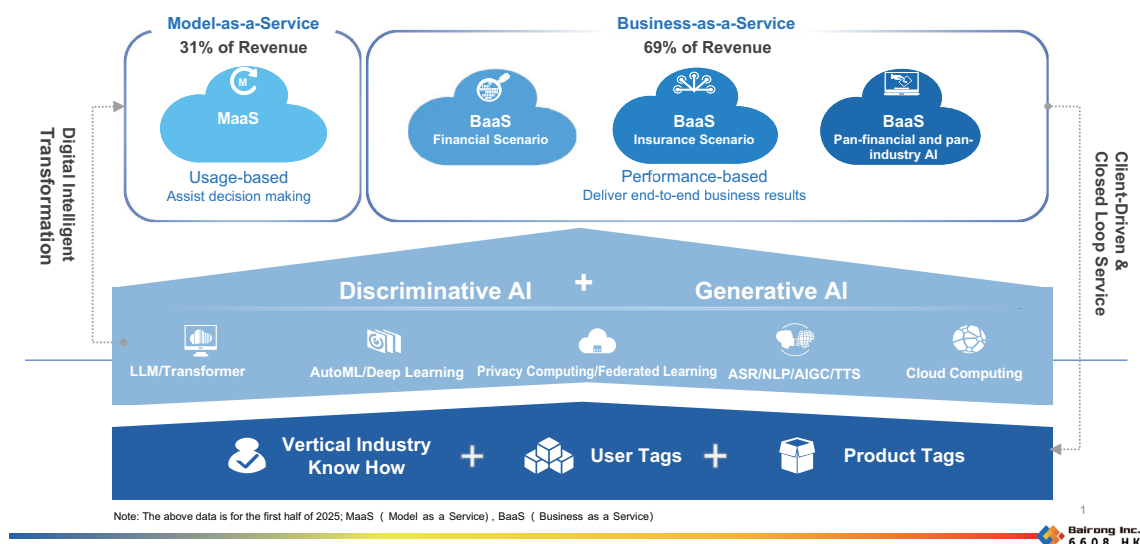 Model-as-a-Service
31% of Revenue
M
MaaS
Usage-based
Assist decision making
Business-as-a-Service
69% of Revenue
BaaS
Financial Scenario
BaaS
Insurance Scenario
BaaS
Pan-financial and pan-
industry AI
Performance-based
Deliver end-to-end business results
Digital Intelligent
Transformation
Client-Driven &
Closed Loop Service
Discriminative AI
+
Generative AI
LLM/Transformer
AutoML/Deep Learning
Privacy Computing/Federated Learning
ASR/NLP/AIGC/TTS
Cloud Computing
Vertical Industry
Know How
+
User Tags
+
Product Tags
Note: The above data is for the first half of 2025; MaaS ( Model as a Service) , BaaS ( Business as a Service)
1
Bairong Inc.
6608.HK